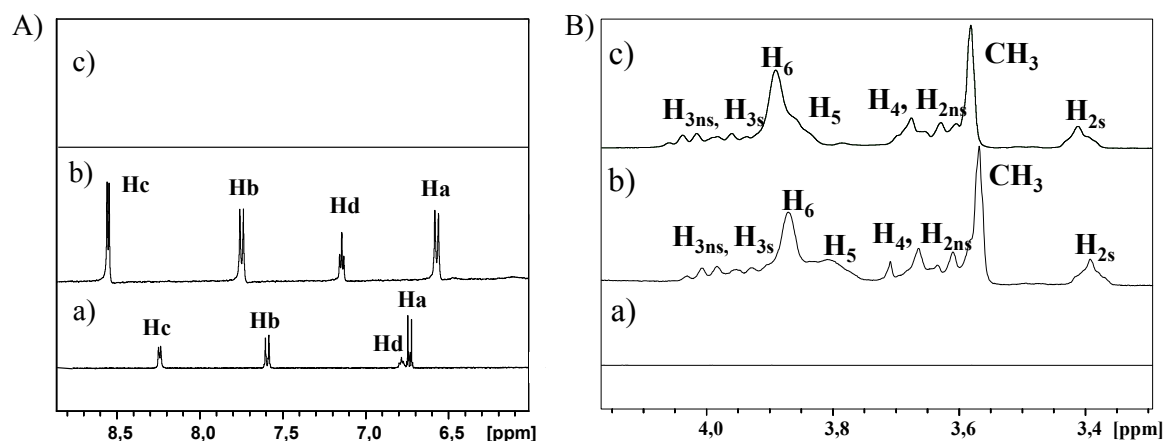 A)
c)
b)
Hc
Hb
Hd
Ha
a)
Hc
Hb
Hd
Ha
8,5 8,0 7,5 7,0 6,5 [ppm]
B)
c)
H3ns, H3s
H6
H5
H4, H2ns
CH3
H2s
b)
H3ns, H3s
H6
H5
H4, H2ns
CH3
H2s
a)
4,0 3,8 3,6 3,4 [ppm]